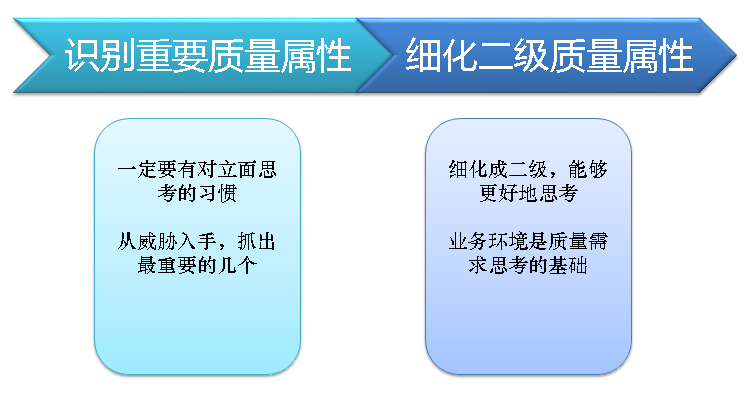 识别重要质量属性
细化二级质量属性
一定要有对立面思
考的习惯
从威胁入手，抓出
最重要的几个
细化成二级，能够
更好地思考
业务环境是质量需
求思考的基础